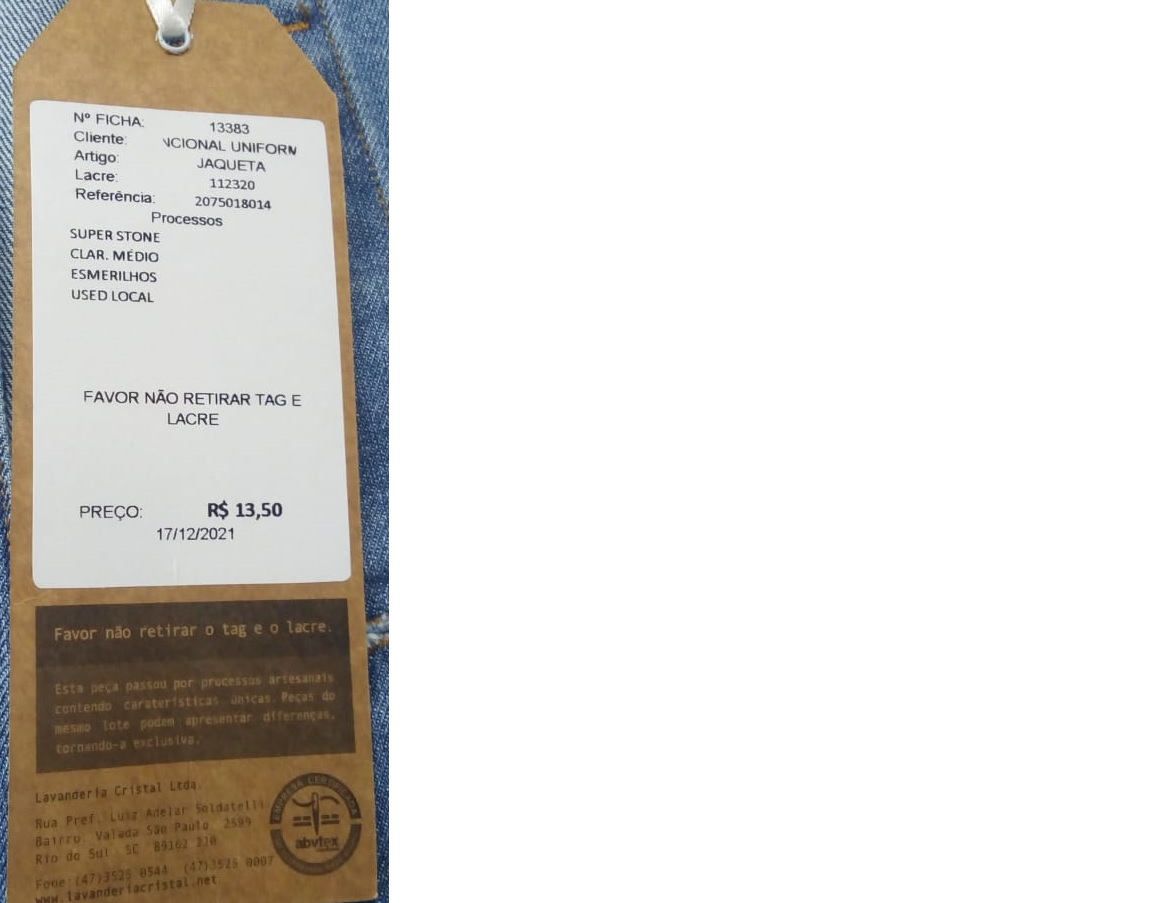 Nº FICHA: 13383
Cliente: NCIONAL UNIFORM
Artigo: JAQUETA
Lacre: 112320
Referência: 2075018014
Processos
SUPER STONE
CLAR. MÉDIO
ESMERILHOS
USED LOCAL
FAVOR NÃO RETIRAR TAG E
LACRE
PREÇO: R$ 13,50
17/12/2021
Favor não retirar o tag e o lacre.
Esta peça passou por processos artesanais
contendo caraterísticas únicas. Peças do
mesmo lote podem apresentar diferenças,
tornando-a exclusiva.
Lavanderia Cristal Ltda.
Rua Pref. Luiz Adelar Soldatelli
Bairro: Valada São Paulo 2599
Rio do Sul SC
EMPRESA CERTIFICADA
abvtex
Fone:(47)3525 0544 (47)3525 0007
www.lavanderiacristal.net